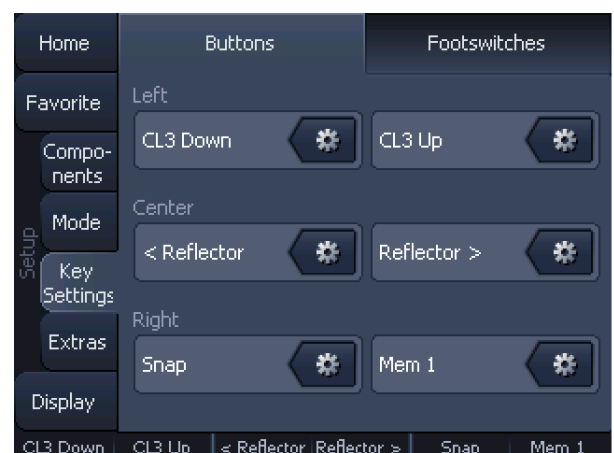 Home
Buttons
Footswitches
Favorite
Left
CL3 Down
CL3 Up
Compo-
nents
Setup
Mode
Center
< Reflector
Reflector >
Key
Settings
Right
Extras
Snap
Mem 1
Display
CL3 Down CL3 Up < Reflector Reflector > Snap Mem 1